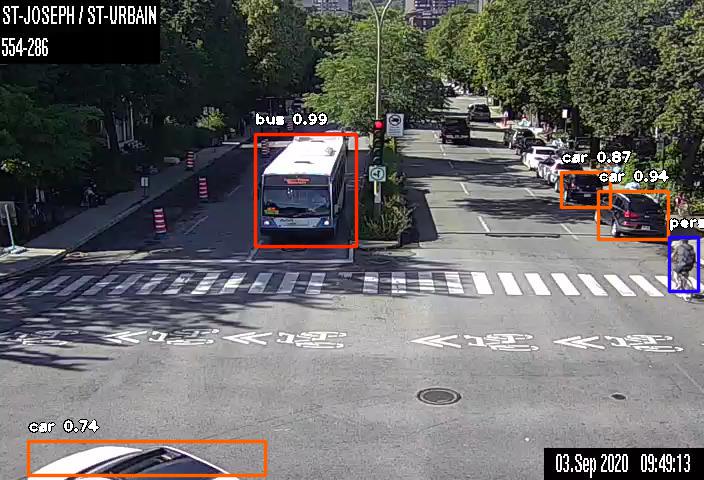 ST-JOSEPH / ST-URBAIN
554-286
bus 0.99
car 0.87
car 0.94
pers
car 0.74
03.Sep 2020 09:49:13